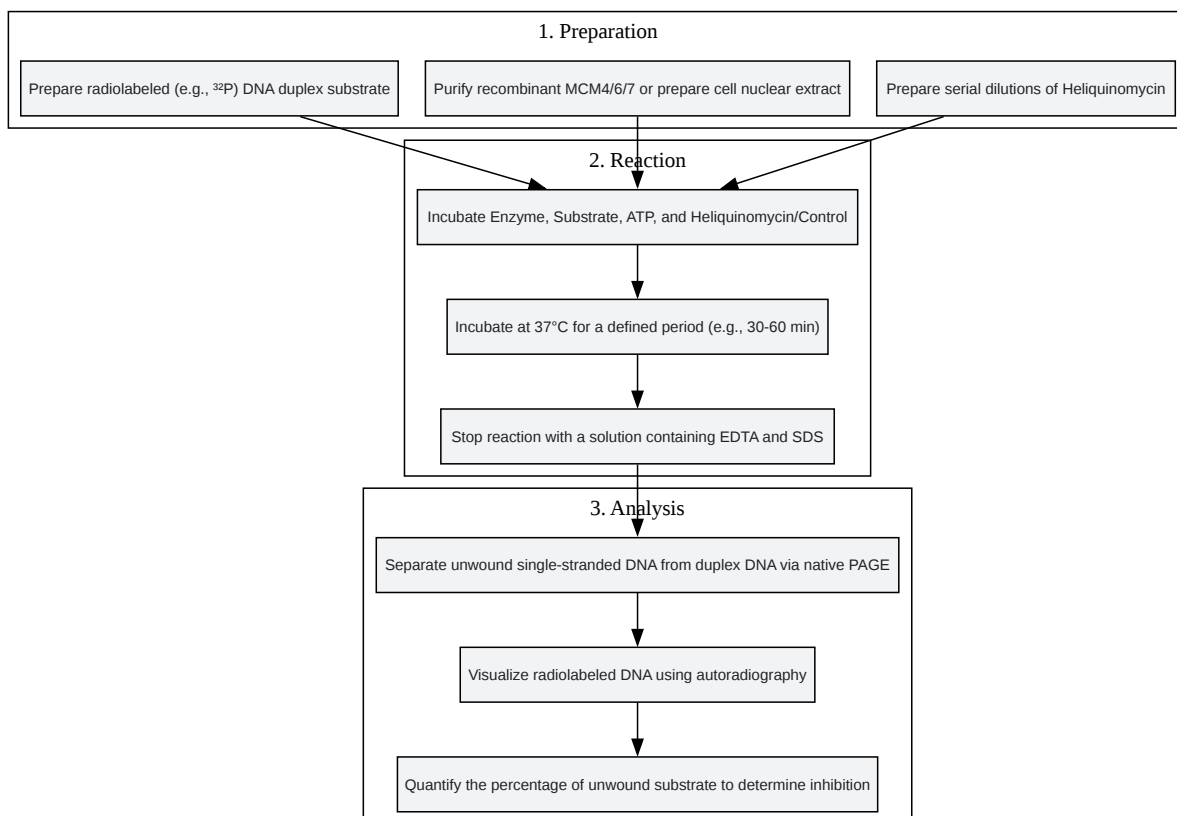 1. Preparation
Prepare radiolabeled (e.g., ³²P) DNA duplex substrate
Purify recombinant MCM4/6/7 or prepare cell nuclear extract
Prepare serial dilutions of Heliquinomycin
2. Reaction
Incubate Enzyme, Substrate, ATP, and Heliquinomycin/Control
Incubate at 37°C for a defined period (e.g., 30-60 min)
Stop reaction with a solution containing EDTA and SDS
3. Analysis
Separate unwound single-stranded DNA from duplex DNA via native PAGE
Visualize radiolabeled DNA using autoradiography
Quantify the percentage of unwound substrate to determine inhibition